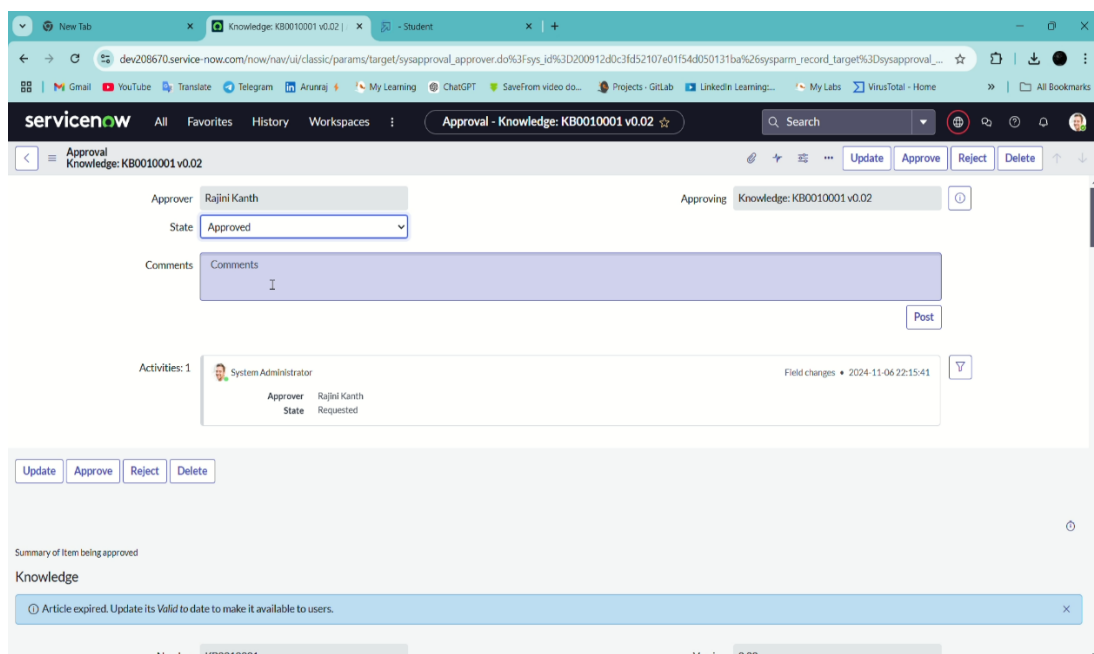 New Tab
Knowledge: KB0010001 v0.02 |
- Student
dev208670.service-now.com/now/nav/ui/classic/params/target/sysapproval_approver.do%3Fsys_id%3D200912d0c3fd52107e01f54d050131ba%26sysparm_record_target%3Dsysapproval_...
Gmail YouTube Translate Telegram Arunraj My Learning ChatGPT SaveFrom video do... Projects - GitLab LinkedIn Learning:... My Labs VirusTotal - Home » All Bookmarks
servicenow All Favorites History Workspaces Approval - Knowledge: KB0010001 v0.02 Search
Approval
Knowledge: KB0010001 v0.02
Update Approve Reject Delete
Approver Rajini Kanth Approving Knowledge: KB0010001 v0.02
State Approved
Comments Comments
Post
Activities: 1 System Administrator Field changes • 2024-11-06 22:15:41
Approver Rajini Kanth
State Requested
Update Approve Reject Delete
Summary of Item being approved
Knowledge
Article expired. Update its Valid to date to make it available to users.